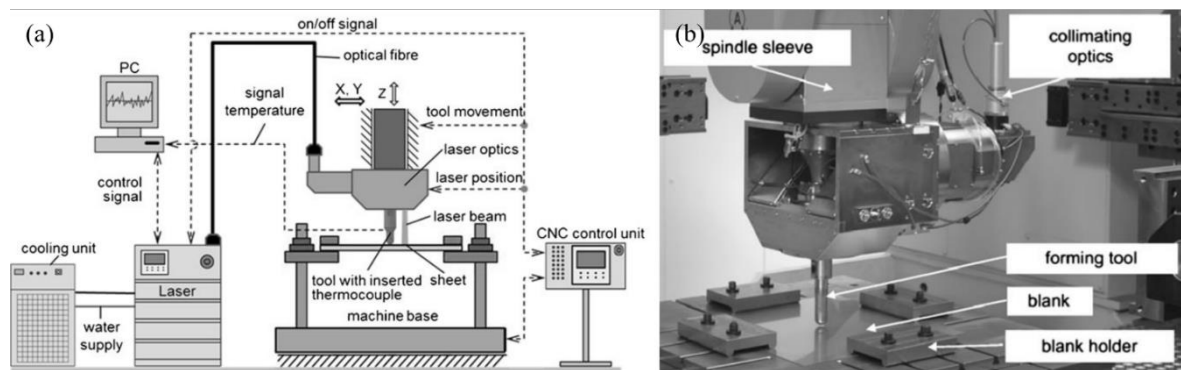 (a)
on/off signal
optical fibre
PC
signal
temperature
X, Y
Z
tool movement
laser optics
laser position
control
signal
laser beam
CNC control unit
cooling unit
Laser
tool with inserted
thermocouple
sheet
machine base
water
supply
(b)
A
spindle sleeve
collimating
optics
forming tool
blank
blank holder